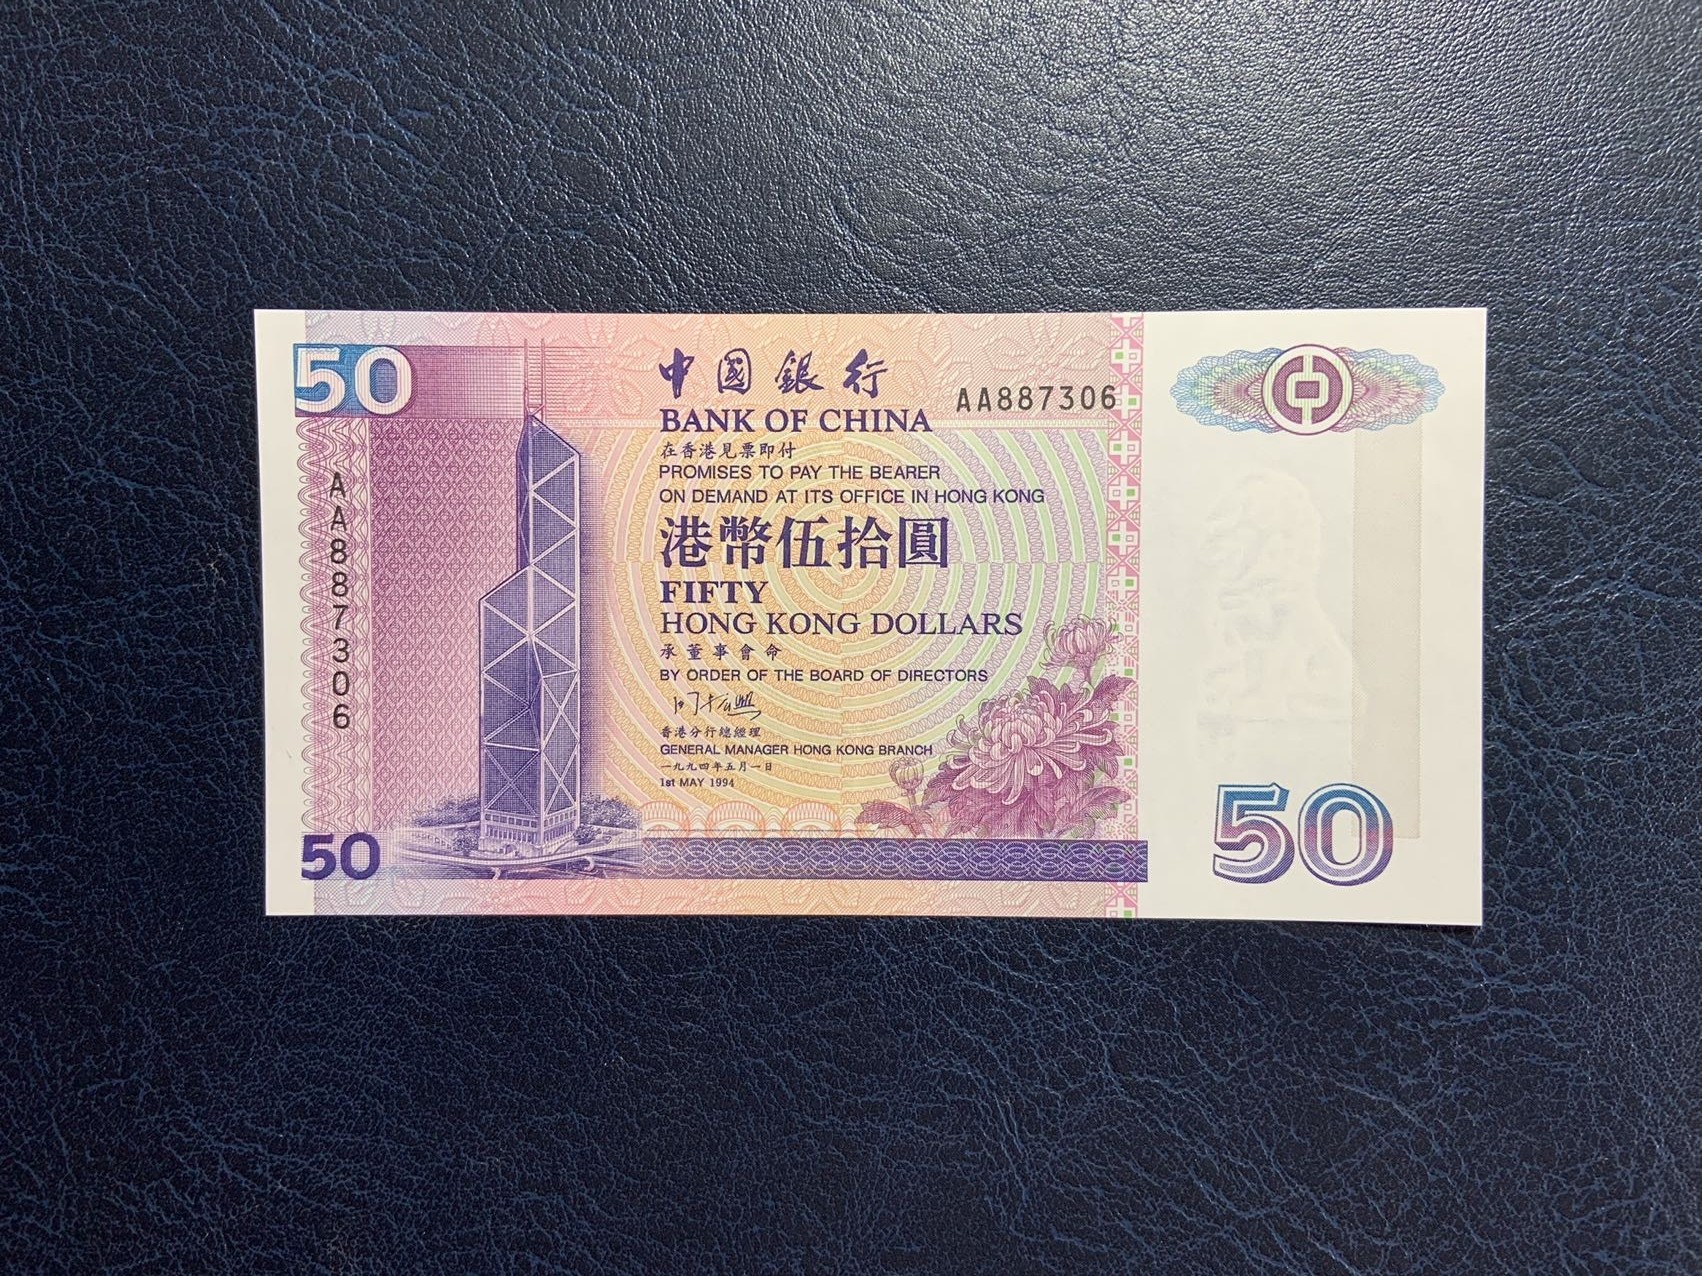 50
中國銀行
AA887306
BANK OF CHINA
在香港見票即付
PROMISES TO PAY THE BEARER
ON DEMAND AT ITS OFFICE IN HONG KONG
AA887306
港幣伍拾圓
FIFTY
HONG KONG DOLLARS
承董事會命
BY ORDER OF THE BOARD OF DIRECTORS
香港分行總經理
GENERAL MANAGER HONG KONG BRANCH
一九九四年五月一日
1st MAY 1994
50
50